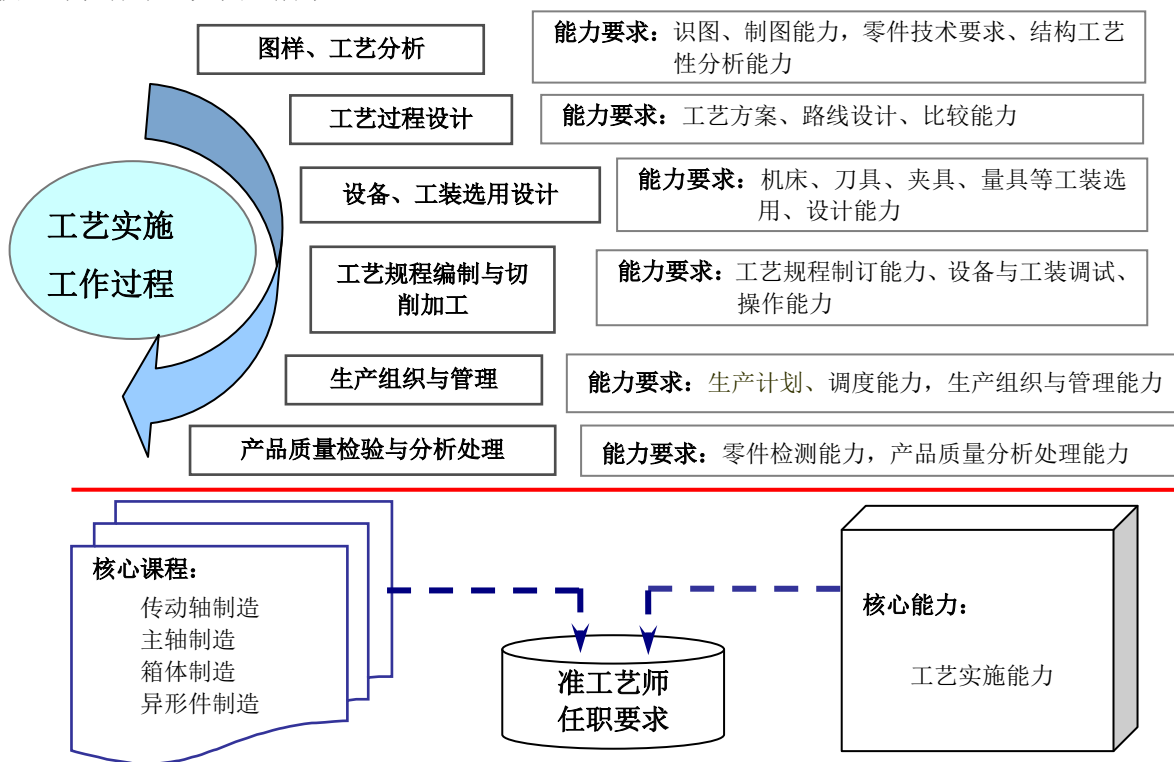 图样、工艺分析
能力要求：识图、制图能力，零件技术要求、结构工艺
性分析能力
工艺过程设计
能力要求：工艺方案、路线设计、比较能力
设备、工装选用设计
能力要求：机床、刀具、夹具、量具等工装选
用、设计能力
工艺实施
工作过程
工艺规程编制与切
削加工
能力要求：工艺规程制订能力、设备与工装调试、
操作能力
生产组织与管理
能力要求：生产计划、调度能力，生产组织与管理能力
产品质量检验与分析处理
能力要求：零件检测能力，产品质量分析处理能力
核心课程：
传动轴制造
主轴制造
箱体制造
异形件制造
准工艺师
任职要求
核心能力：
工艺实施能力